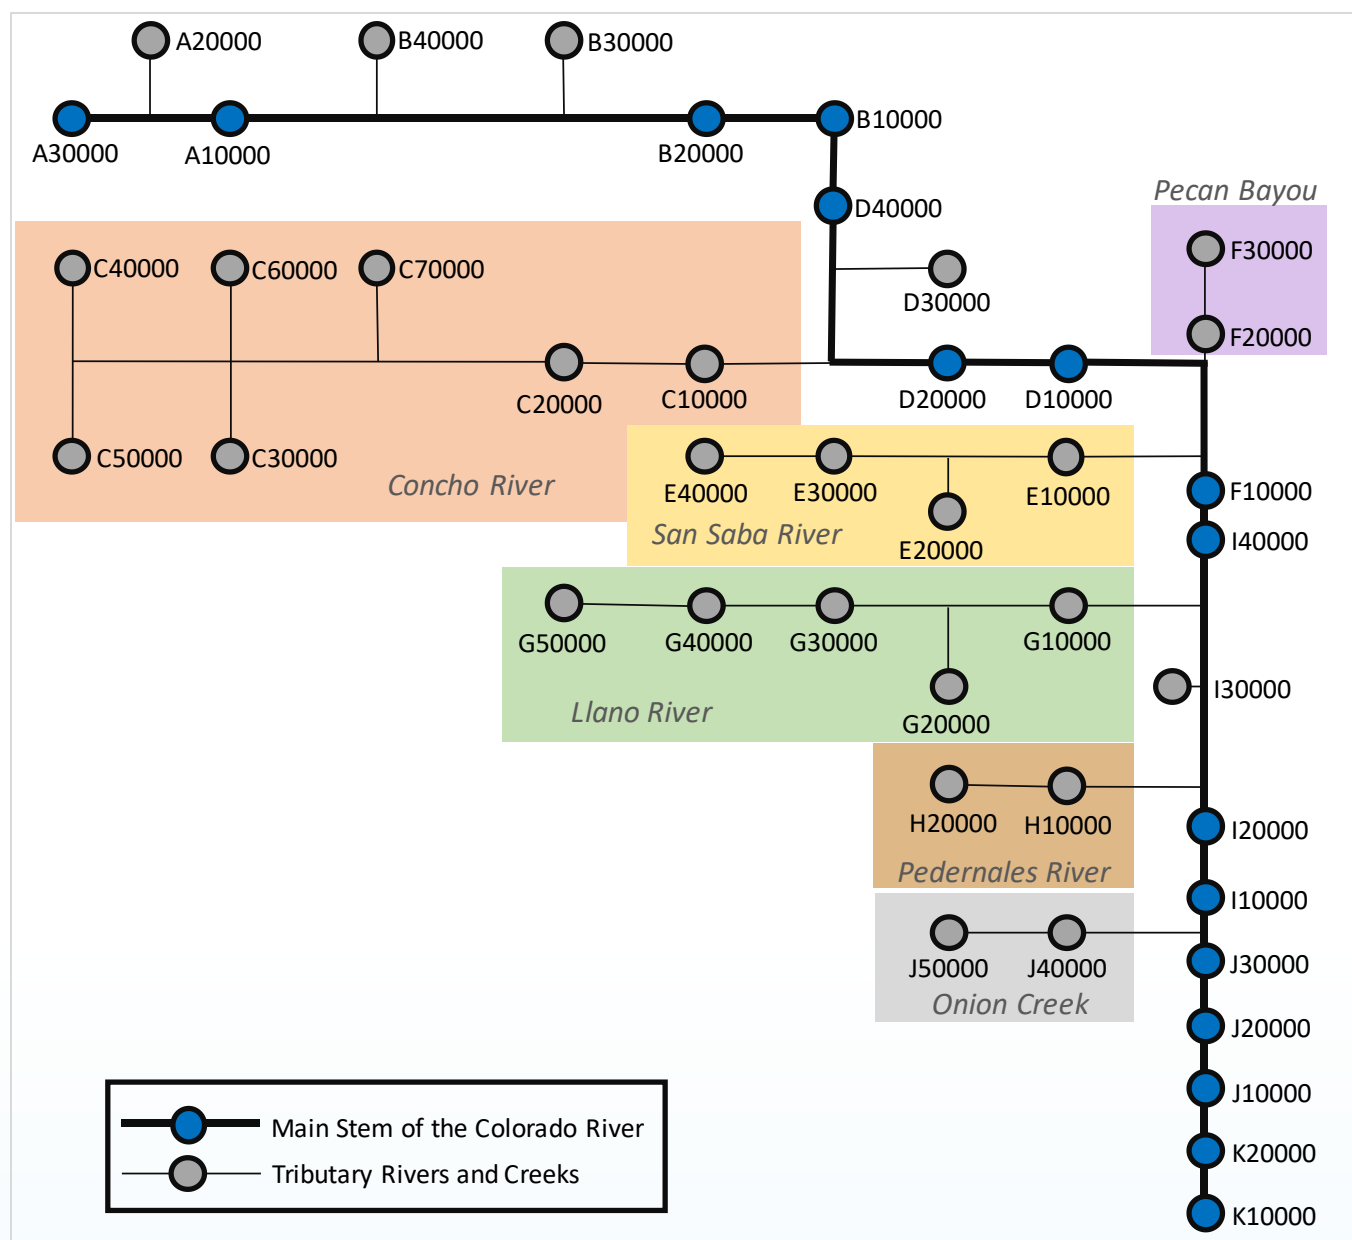 A20000
B40000
B30000
A30000
A10000
B20000
B10000
Pecan Bayou
D40000
F30000
C40000
C60000
C70000
D30000
F20000
C20000
C10000
D20000
D10000
C50000
C30000
Concho River
E40000
E30000
E10000
F10000
San Saba River
E20000
I40000
G50000
G40000
G30000
G10000
I30000
Llano River
G20000
H20000
H10000
I20000
Pedernales River
I10000
J50000
J40000
J30000
Onion Creek
J20000
J10000
Main Stem of the Colorado River
K20000
Tributary Rivers and Creeks
K10000